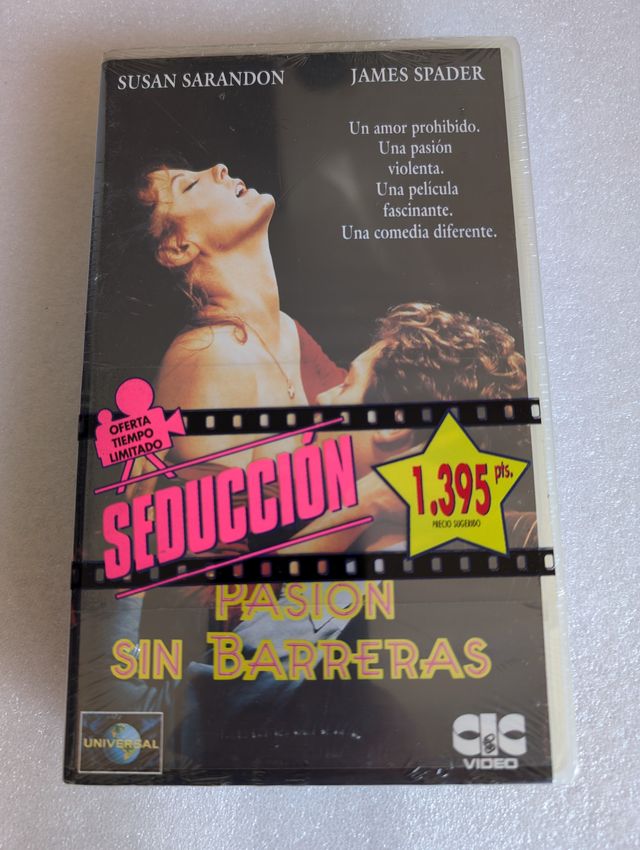 SUSAN SARANDON JAMES SPADER
Un amor prohibido.
Una pasión
violenta.
Una película
fascinante.
Una comedia diferente.
OFERTA
TIEMPO
LIMITADO
SEDUCCIÓN
1.395 pts.
PRECIO SUGERIDO
PASIÓN
SIN BARRERAS
UNIVERSAL
CIC
VIDEO